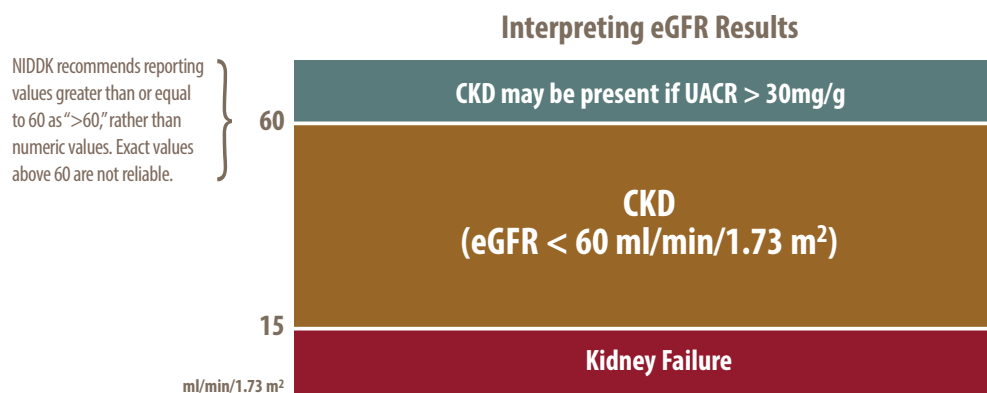 Interpreting eGFR Results
NIDDK recommends reporting
values greater than or equal
to 60 as “>60,” rather than
numeric values. Exact values
above 60 are not reliable.
CKD may be present if UACR > 30mg/g
60
CKD
(eGFR < 60 ml/min/1.73 m²)
15
Kidney Failure
ml/min/1.73 m²